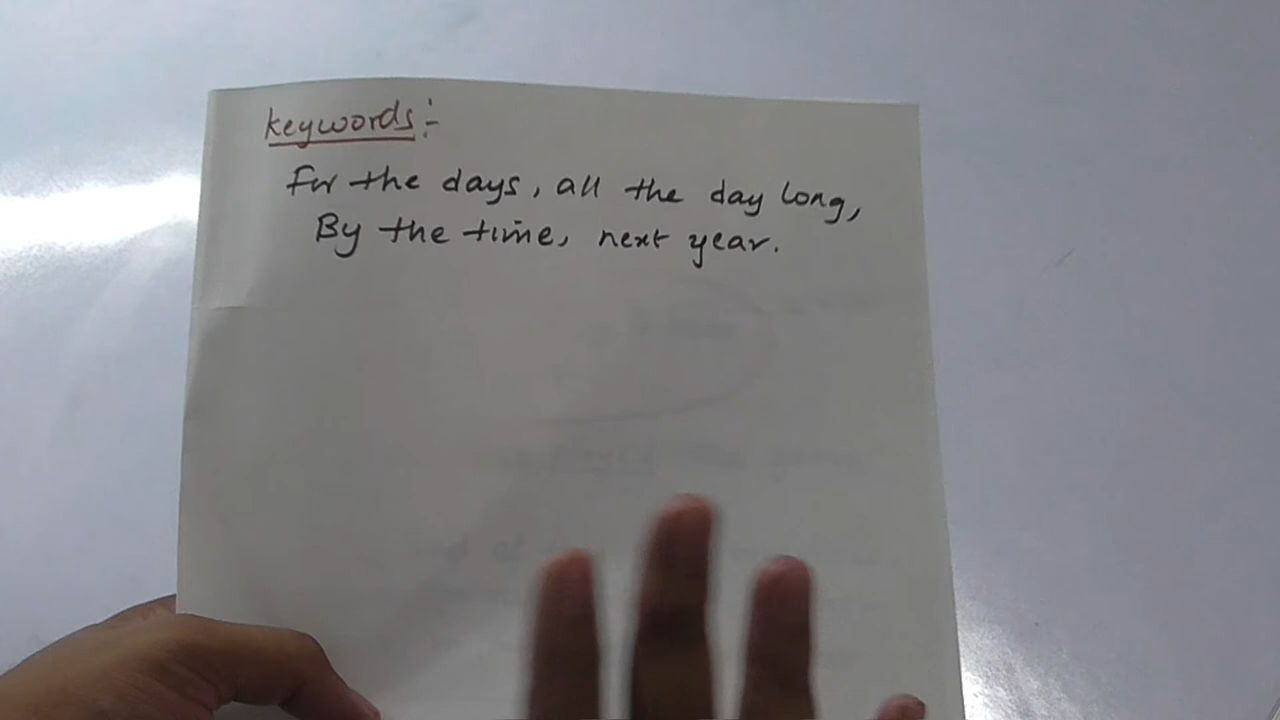 keywords:-
For the days, all the day long,
By the time, next year.